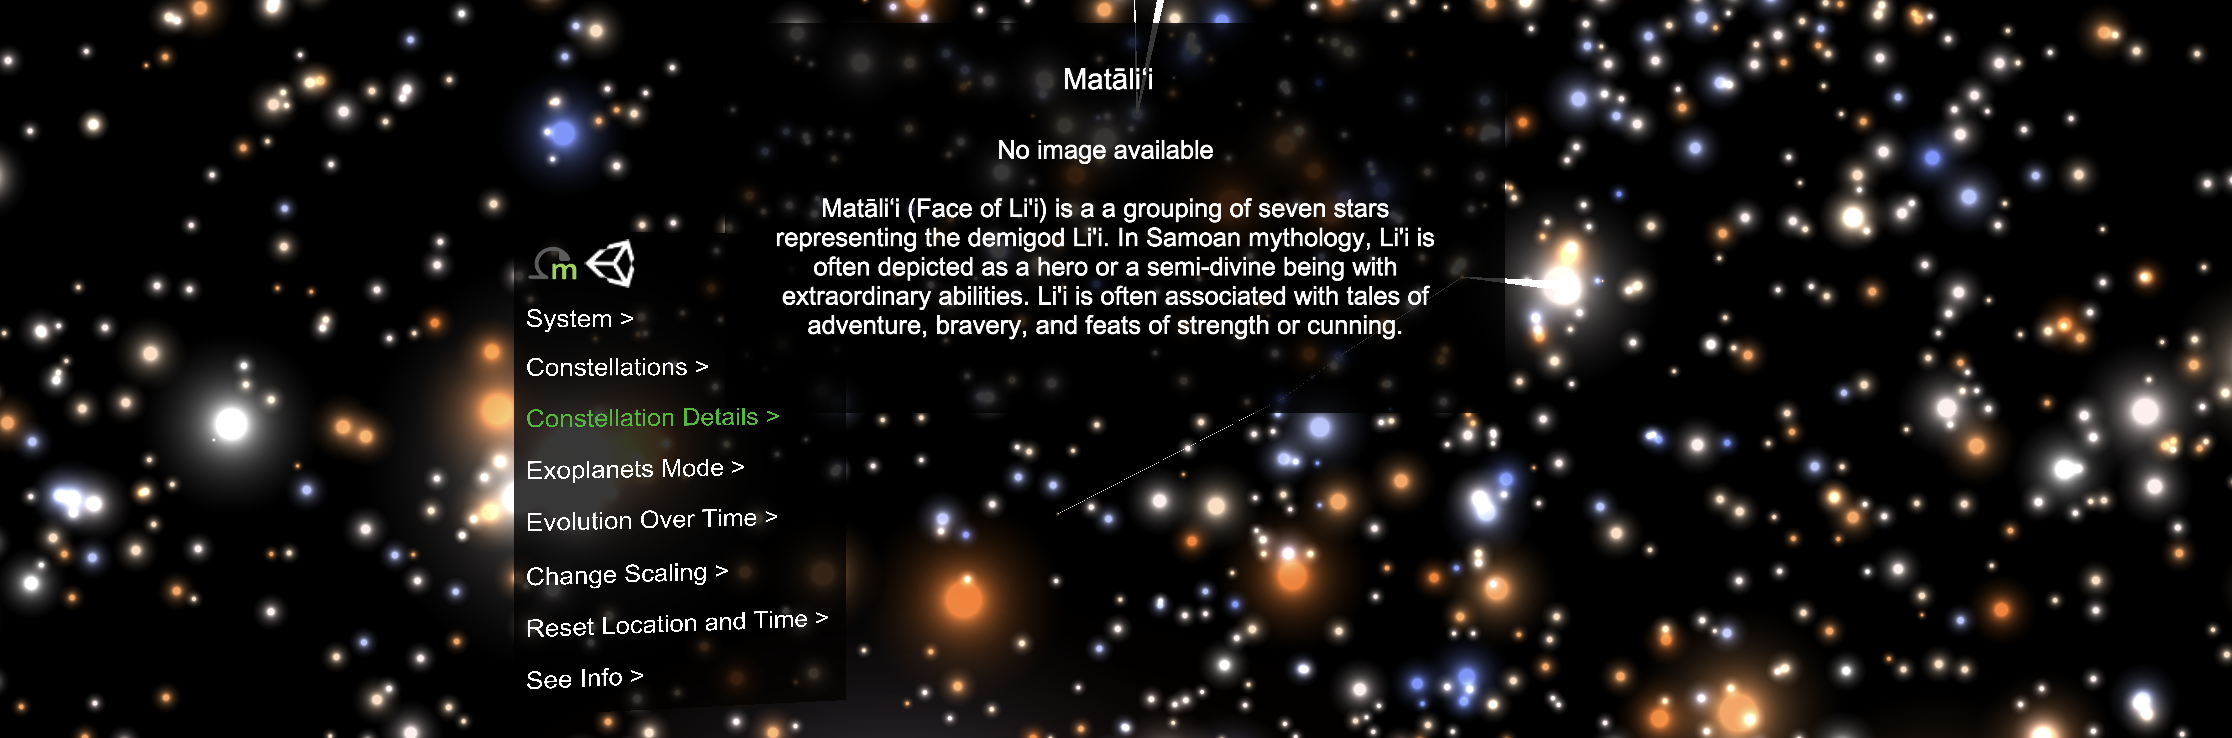 Matāli‘i
No image available
Matāli‘i (Face of Li'i) is a a grouping of seven stars
representing the demigod Li'i. In Samoan mythology, Li'i is
often depicted as a hero or a semi-divine being with
extraordinary abilities. Li'i is often associated with tales of
adventure, bravery, and feats of strength or cunning.
m
System >
Constellations >
Constellation Details >
Exoplanets Mode >
Evolution Over Time >
Change Scaling >
Reset Location and Time >
See Info >